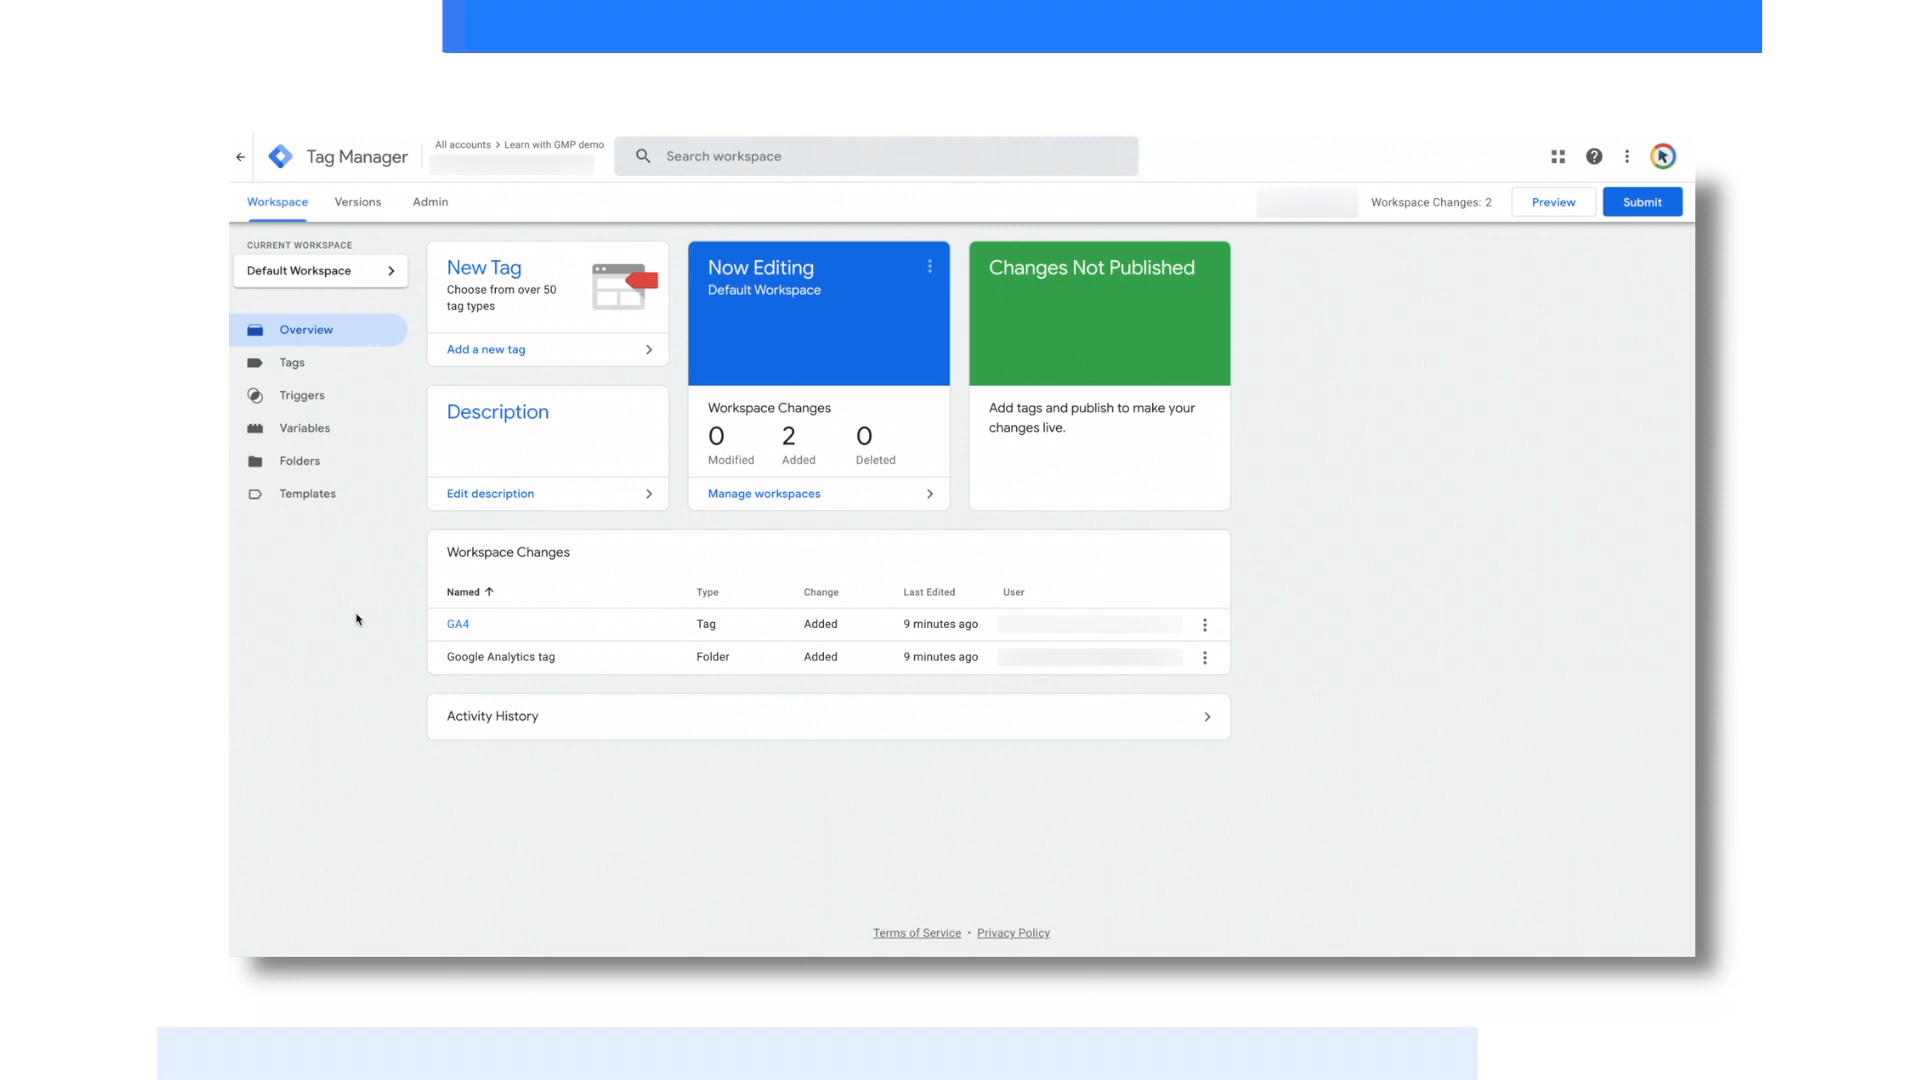 Tag Manager
All accounts > Learn with GMP demo
Search workspace
Workspace
Versions
Admin
Workspace Changes: 2
Preview
Submit
CURRENT WORKSPACE
Default Workspace
Overview
Tags
Triggers
Variables
Folders
Templates
New Tag
Choose from over 50
tag types
Add a new tag
Description
Edit description
Now Editing
Default Workspace
Workspace Changes
0 2 0
Modified Added Deleted
Manage workspaces
Changes Not Published
Add tags and publish to make your
changes live.
Workspace Changes
Named Type Change Last Edited User
GA4 Tag Added 9 minutes ago
Google Analytics tag Folder Added 9 minutes ago
Activity History
Terms of Service • Privacy Policy